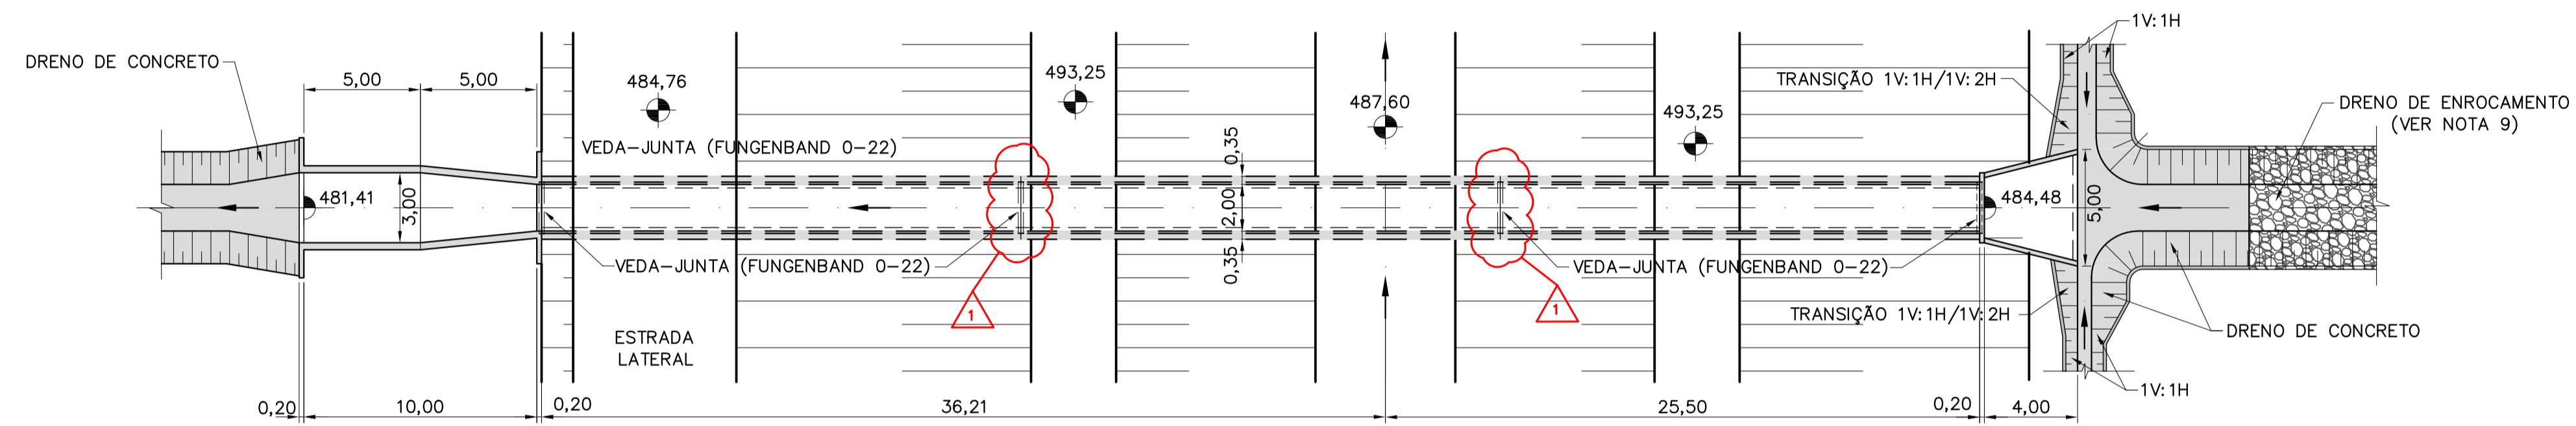 1V:1H
DRENO DE CONCRETO
5,00
5,00
484,76
493,25
487,60
493,25
TRANSIÇÃO 1V:1H/1V:2H
DRENO DE ENROCAMENTO
(VER NOTA 9)
VEDA-JUNTA (FUNGENBAND 0-22)
0,35
481,41
3,00
2,00
484,48
5,00
VEDA-JUNTA (FUNGENBAND 0-22)
0,35
VEDA-JUNTA (FUNGENBAND 0-22)
1
1
TRANSIÇÃO 1V:1H/1V:2H
DRENO DE CONCRETO
ESTRADA
LATERAL
1V:1H
0,20
10,00
0,20
36,21
25,50
0,20
4,00